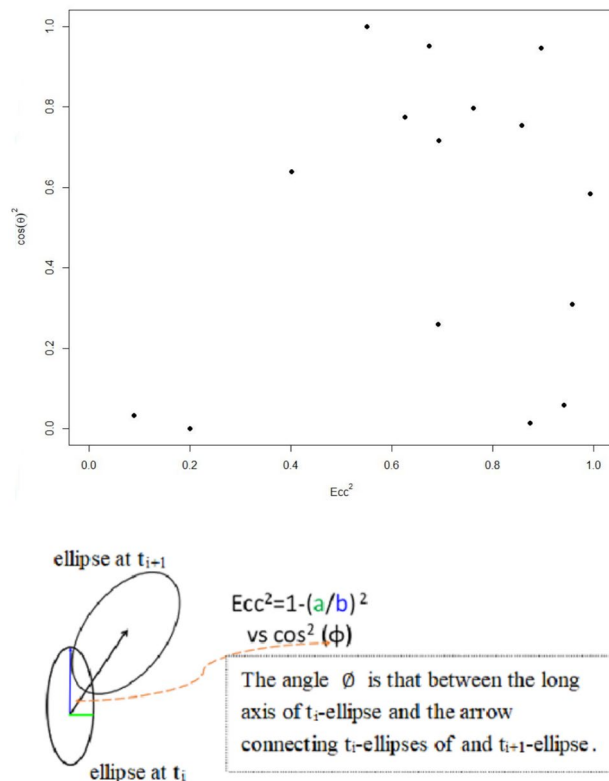 1.0
0.8
0.6
0.4
0.2
0.0
cos(θ)²
0.0 0.2 0.4 0.6 0.8 1.0
Ecc²
ellipse at tᵢ₊₁
Ecc²=1-(a/b)²
vs cos² (ϕ)
The angle Ø is that between the long
axis of tᵢ-ellipse and the arrow
connecting tᵢ-ellipses of and tᵢ₊₁-ellipse.
ellipse at tᵢ